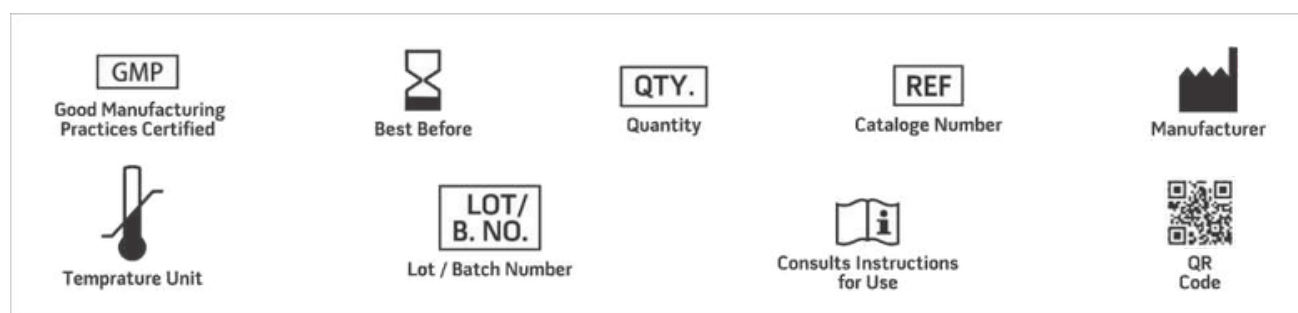 GMP
Good Manufacturing
Practices Certified
Best Before
QTY.
Quantity
REF
Cataloge Number
Manufacturer
Temprature Unit
LOT/
B. NO.
Lot / Batch Number
i
Consults Instructions
for Use
QR
Code